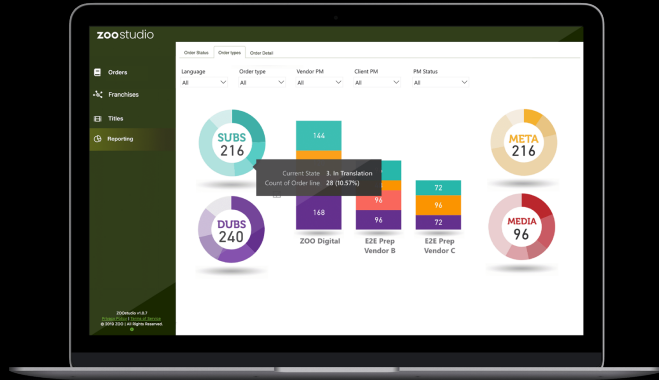 zoostudio
Order Status Order types Order Detail
Orders
Franchises
Titles
Reporting
Language Order type Vendor PM Client PM PM Status
All All All All All
SUBS
216
DUBS
240
144
168
ZOO Digital
96
96
E2E Prep
Vendor B
72
96
72
E2E Prep
Vendor C
Current State 3. In Translation
Count of Order line 28 (10.57%)
META
216
MEDIA
96
ZOOstudio v1.8.7
Privacy Policy | Terms of Service
© 2019 ZOO | All Rights Reserved.